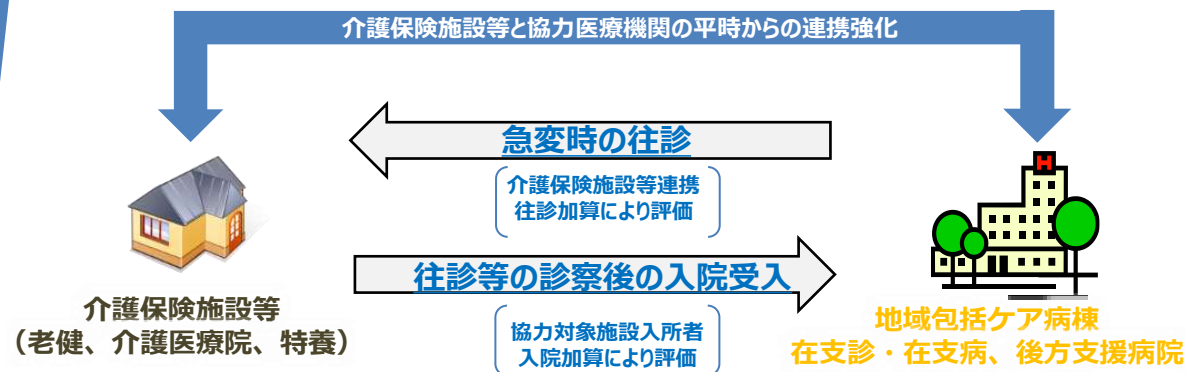 介護保険施設等と協力医療機関の平時からの連携強化
急変時の往診
介護保険施設等連携
往診加算により評価
往診等の診察後の入院受入
協力対象施設入所者
入院加算により評価
介護保険施設等
（老健、介護医療院、特養）
H
地域包括ケア病棟
在支診・在支病、後方支援病院